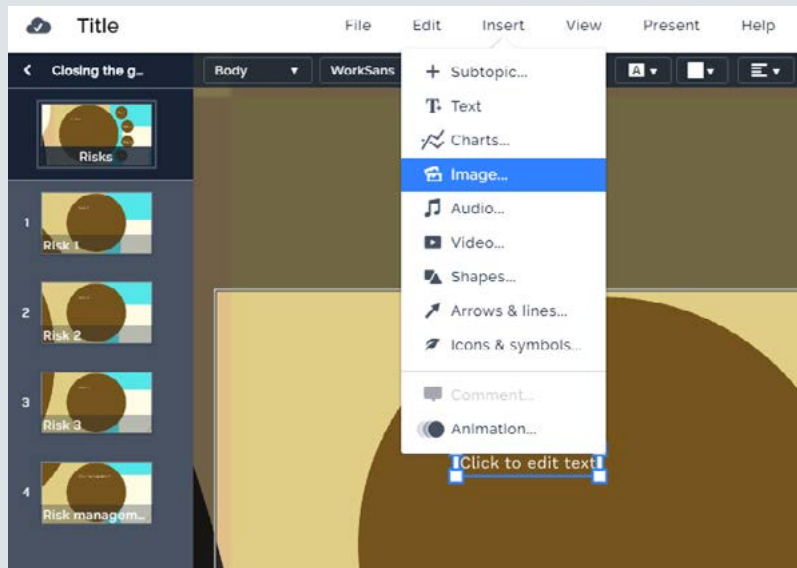 Title
File Edit Insert View Present Help
Closing the g...
Body WorkSans A
Risks
1
Risk 1
2
Risk 2
3
Risk 3
4
Risk managem...
Subtopic...
Text
Charts...
Image...
Audio...
Video...
Shapes...
Arrows & lines...
Icons & symbols...
Comment...
Animation...
Click to edit text